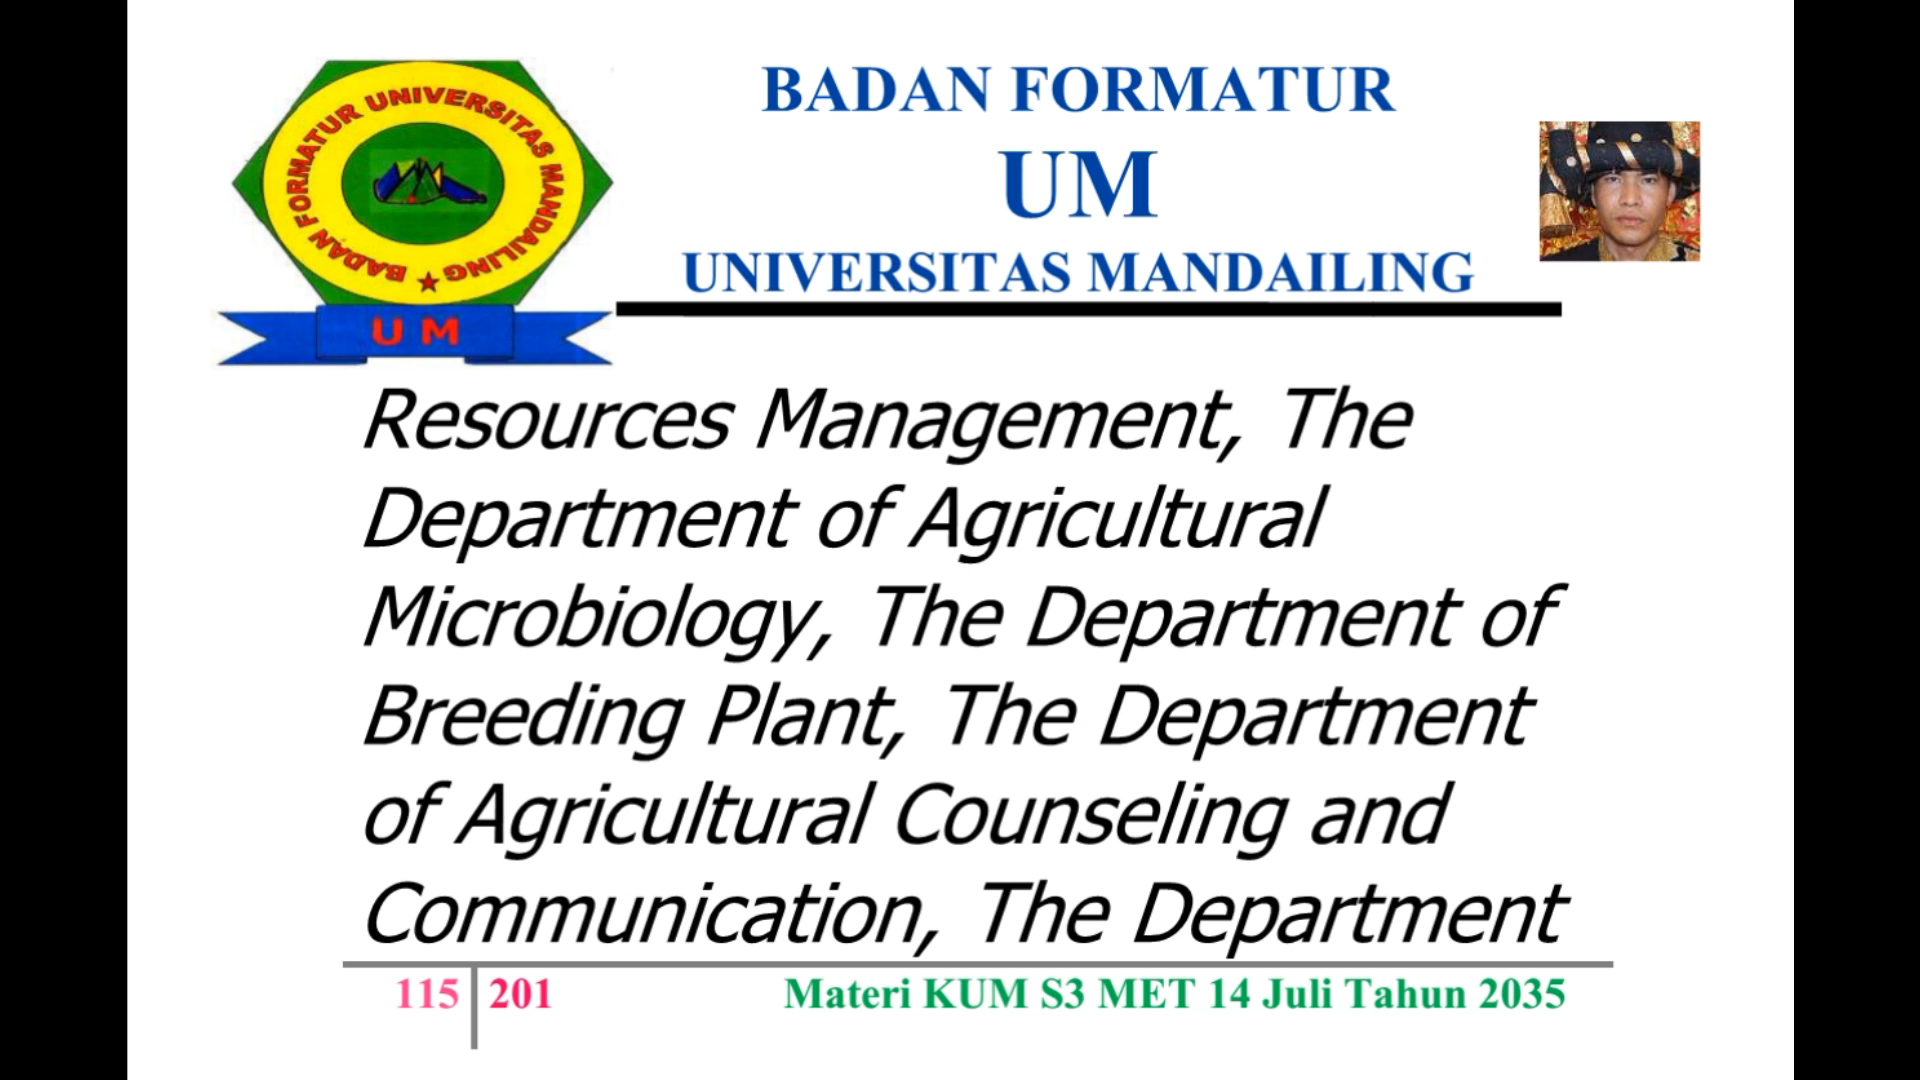 BADAN FORMATUR UNIVERSITAS MANDAILING
U M
BADAN FORMATUR
UM
UNIVERSITAS MANDAILING
Resources Management, The
Department of Agricultural
Microbiology, The Department of
Breeding Plant, The Department
of Agricultural Counseling and
Communication, The Department
115 201 Materi KUM S3 MET 14 Juli Tahun 2035